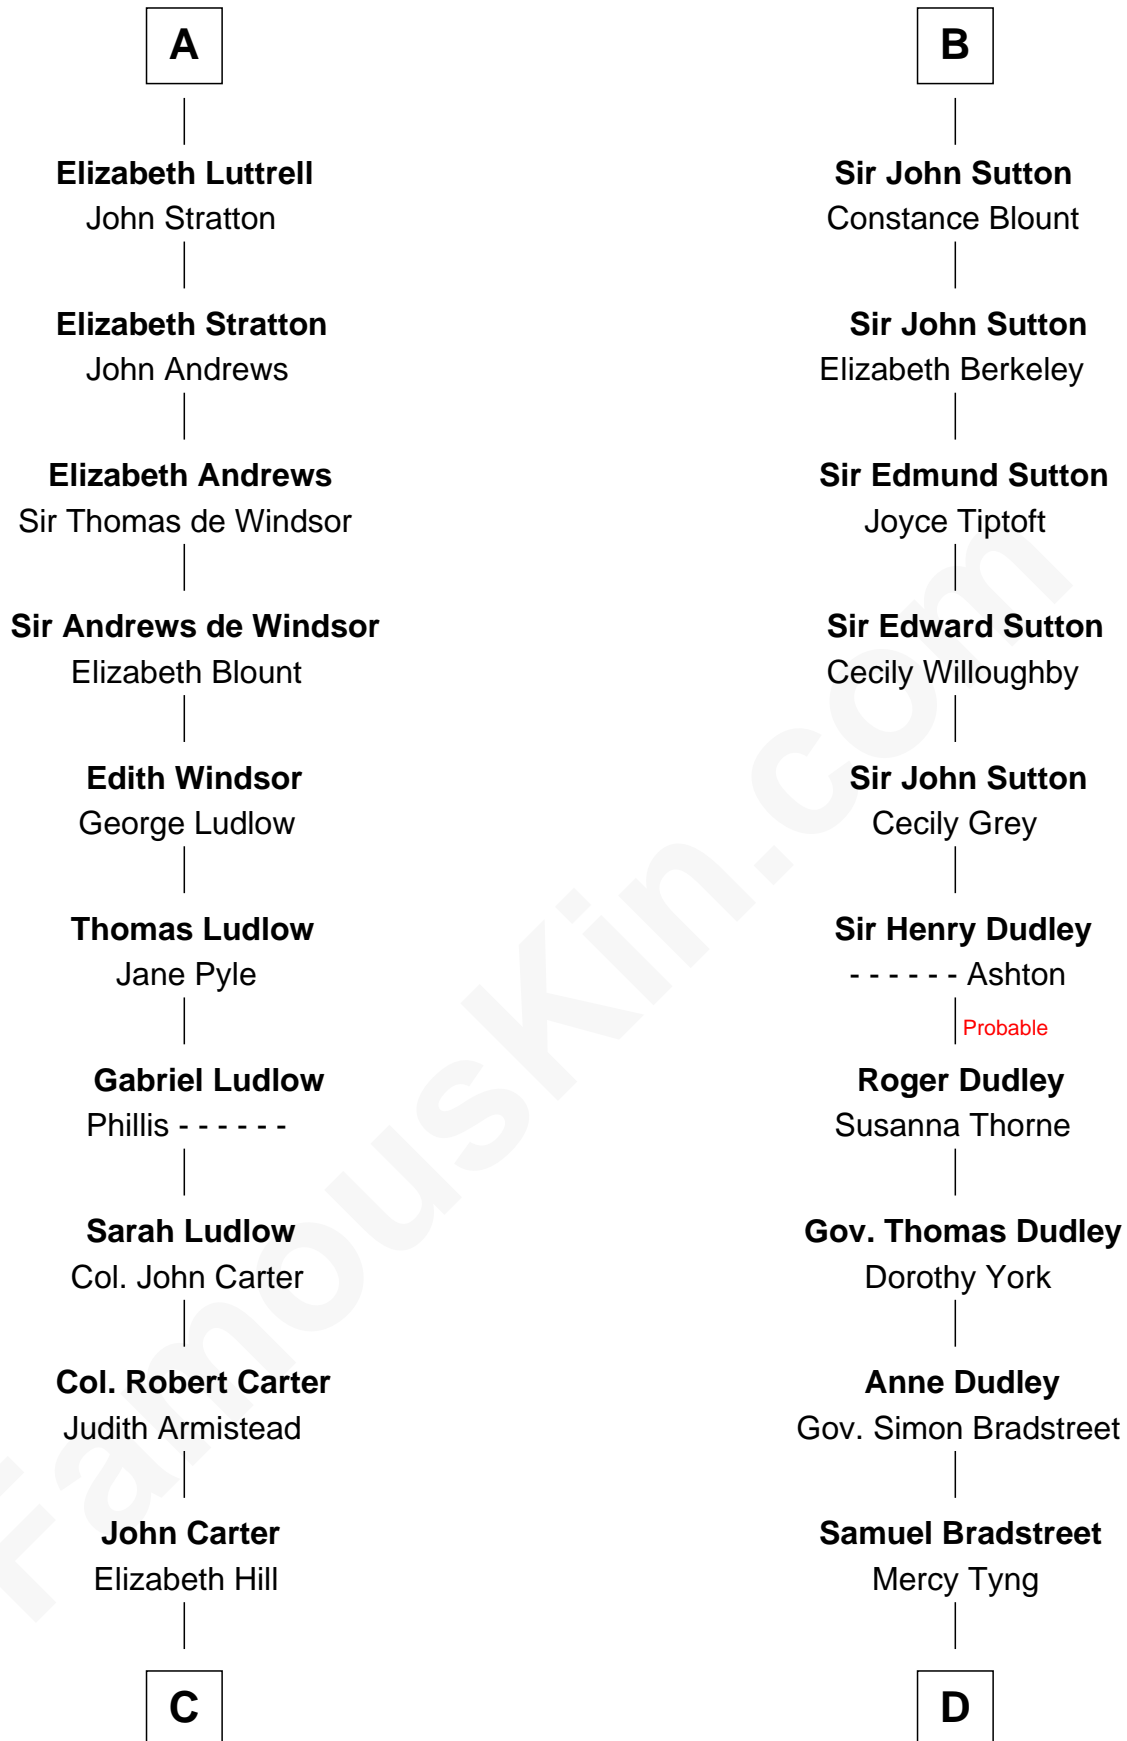 A
Elizabeth Luttrell
John Stratton
Elizabeth Stratton
John Andrews
Elizabeth Andrews
Sir Thomas de Windsor
Sir Andrews de Windsor
Elizabeth Blount
Edith Windsor
George Ludlow
Thomas Ludlow
Jane Pyle
Gabriel Ludlow
Phillis - - - - - -
Sarah Ludlow
Col. John Carter
Col. Robert Carter
Judith Armistead
John Carter
Elizabeth Hill
C
B
Sir John Sutton
Constance Blount
Sir John Sutton
Elizabeth Berkeley
Sir Edmund Sutton
Joyce Tiptoft
Sir Edward Sutton
Cecily Willoughby
Sir John Sutton
Cecily Grey
Sir Henry Dudley
- - - - - - Ashton
Probable
Roger Dudley
Susanna Thorne
Gov. Thomas Dudley
Dorothy York
Anne Dudley
Gov. Simon Bradstreet
Samuel Bradstreet
Mercy Tyng
D
FamousKin.com